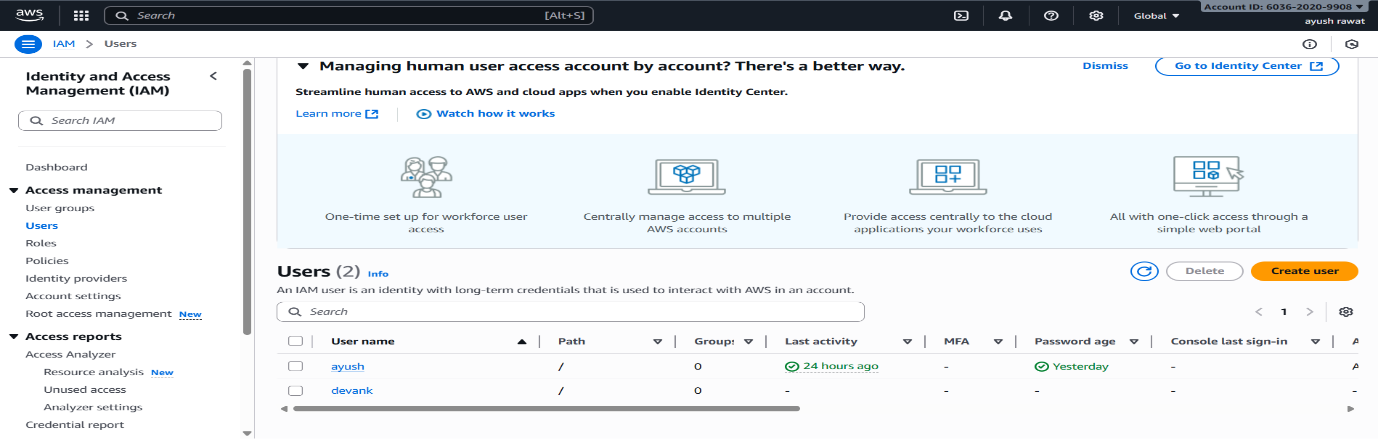 aws Search [Alt+S] Global Account ID: 6036-2020-9908
ayush rawat
IAM > Users
Identity and Access Management (IAM)
Search IAM
Dashboard
Access management
User groups
Users
Roles
Policies
Identity providers
Account settings
Root access management New
Access reports
Access Analyzer
Resource analysis New
Unused access
Analyzer settings
Credential report
Managing human user access account by account? There's a better way.
Dismiss
Go to Identity Center
Streamline human access to AWS and cloud apps when you enable Identity Center.
Learn more
Watch how it works
One-time set up for workforce user access
Centrally manage access to multiple AWS accounts
Provide access centrally to the cloud applications your workforce uses
All with one-click access through a simple web portal
Users (2) Info
Delete
Create user
An IAM user is an identity with long-term credentials that is used to interact with AWS in an account.
Search
< 1 >
User name Path Groups Last activity MFA Password age Console last sign-in A
ayush / 0 24 hours ago - Yesterday - A
devank / 0 - - - -